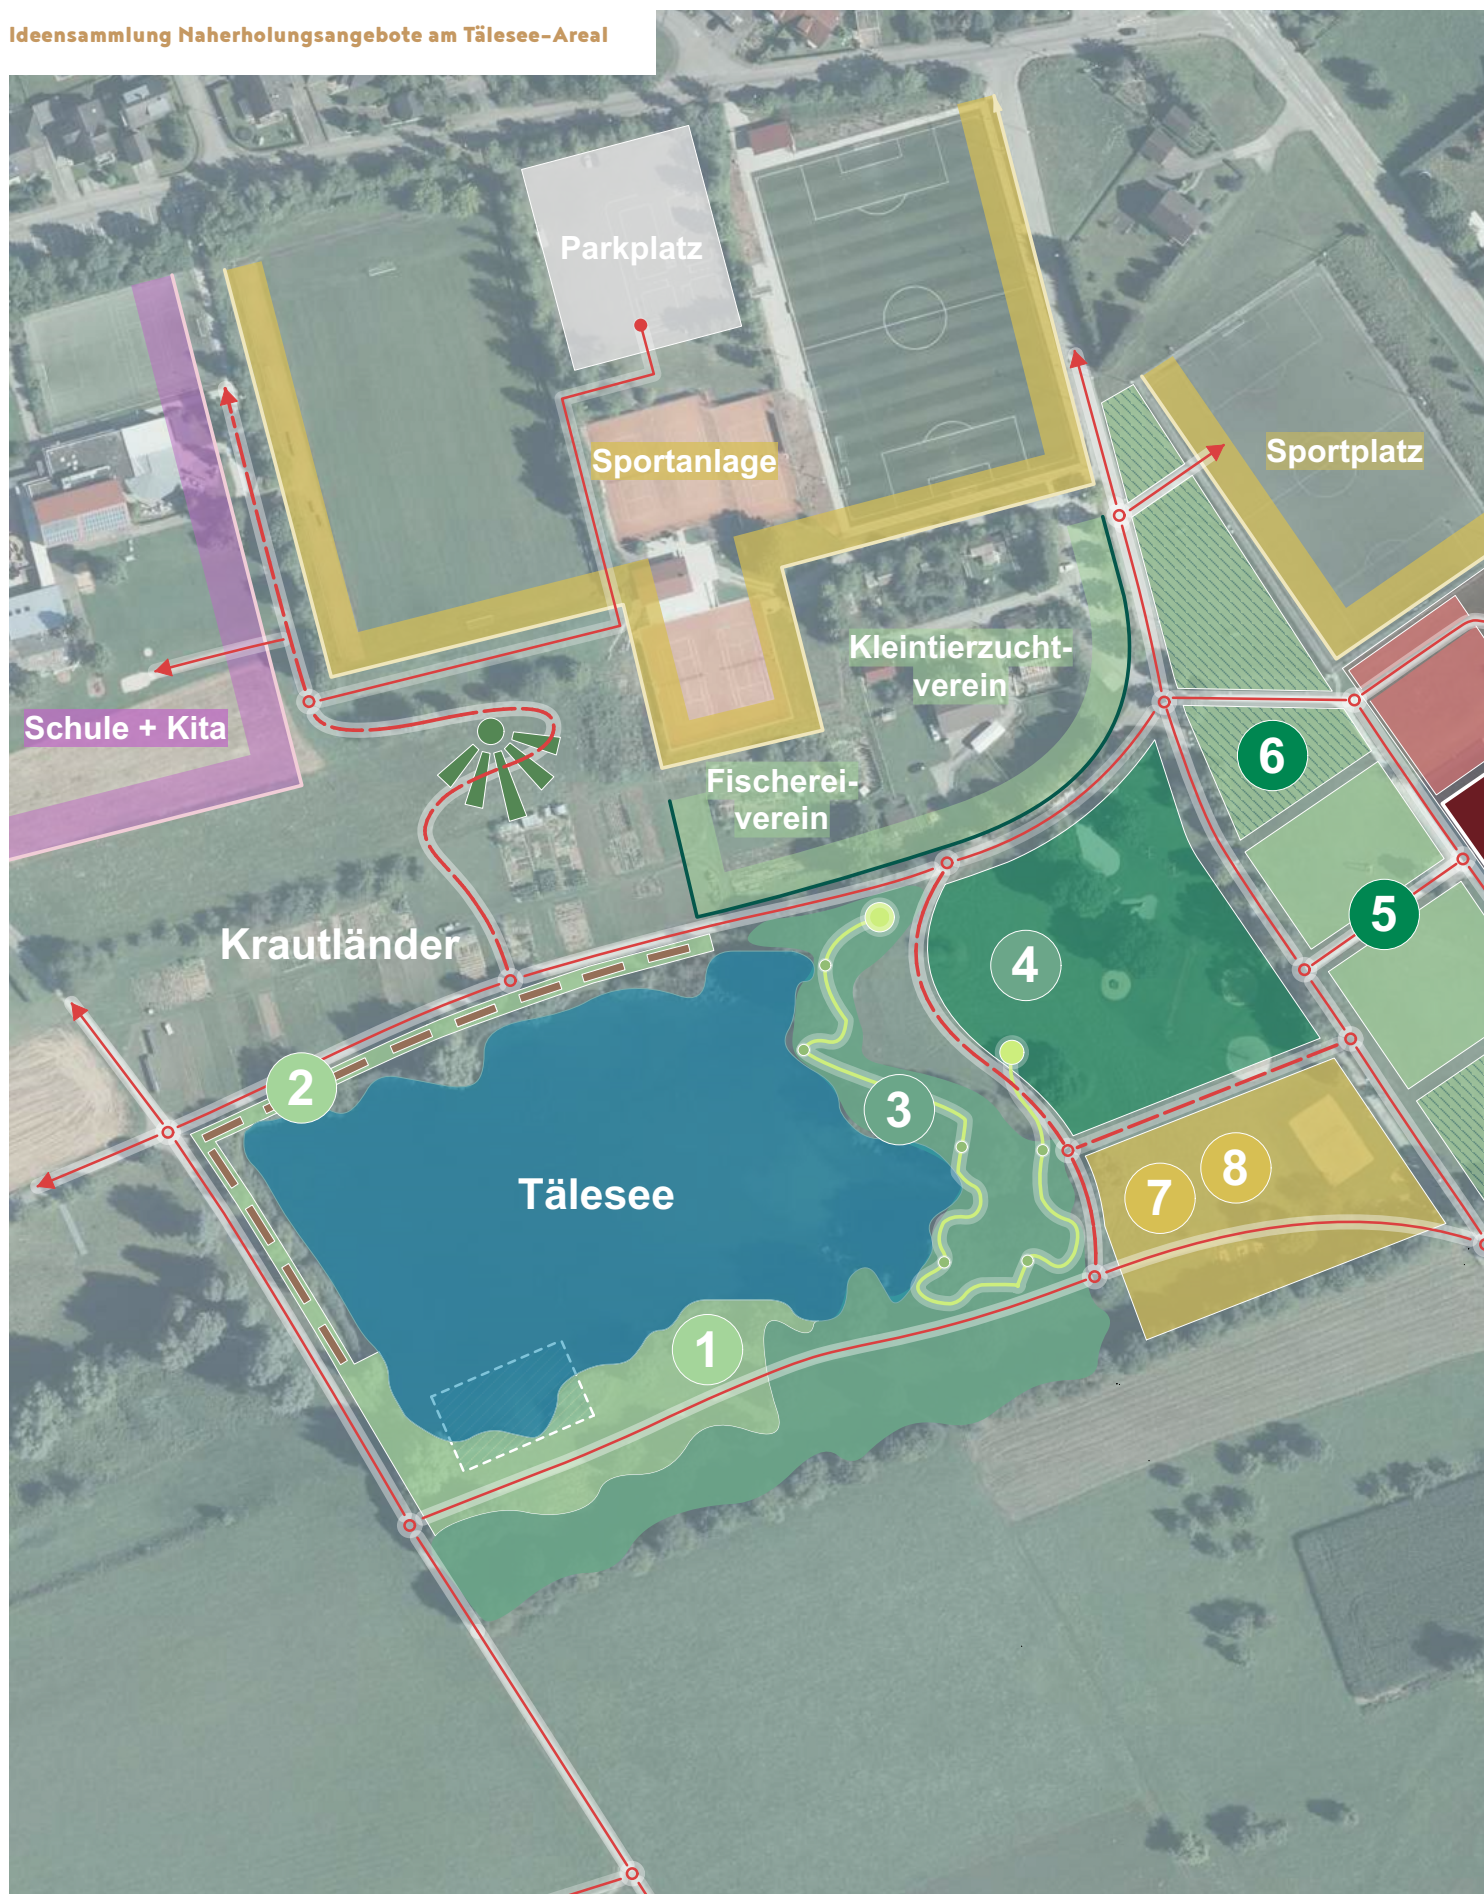 Ideensammlung Naherholungsangebote am Tälesee-Areal
Parkplatz
Sportanlage
Sportplatz
Kleintierzucht-
verein
Schule + Kita
6
Fischerei-
verein
5
Krautländer
4
2
3
Tälesee
8
7
1